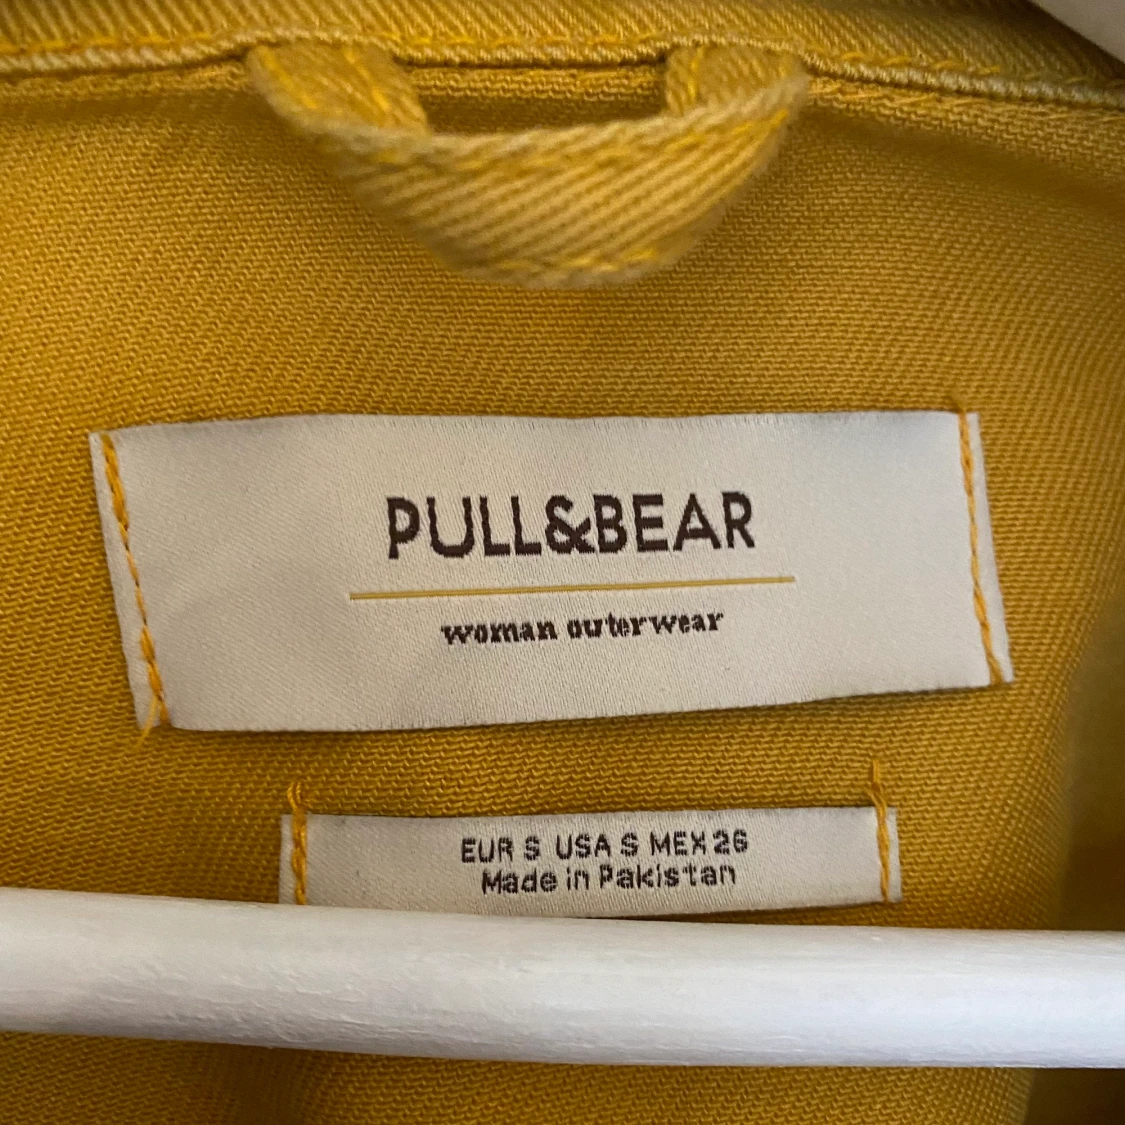 PULL&BEAR
woman outerwear
EUR S USA S MEX 26
Made in Pakistan